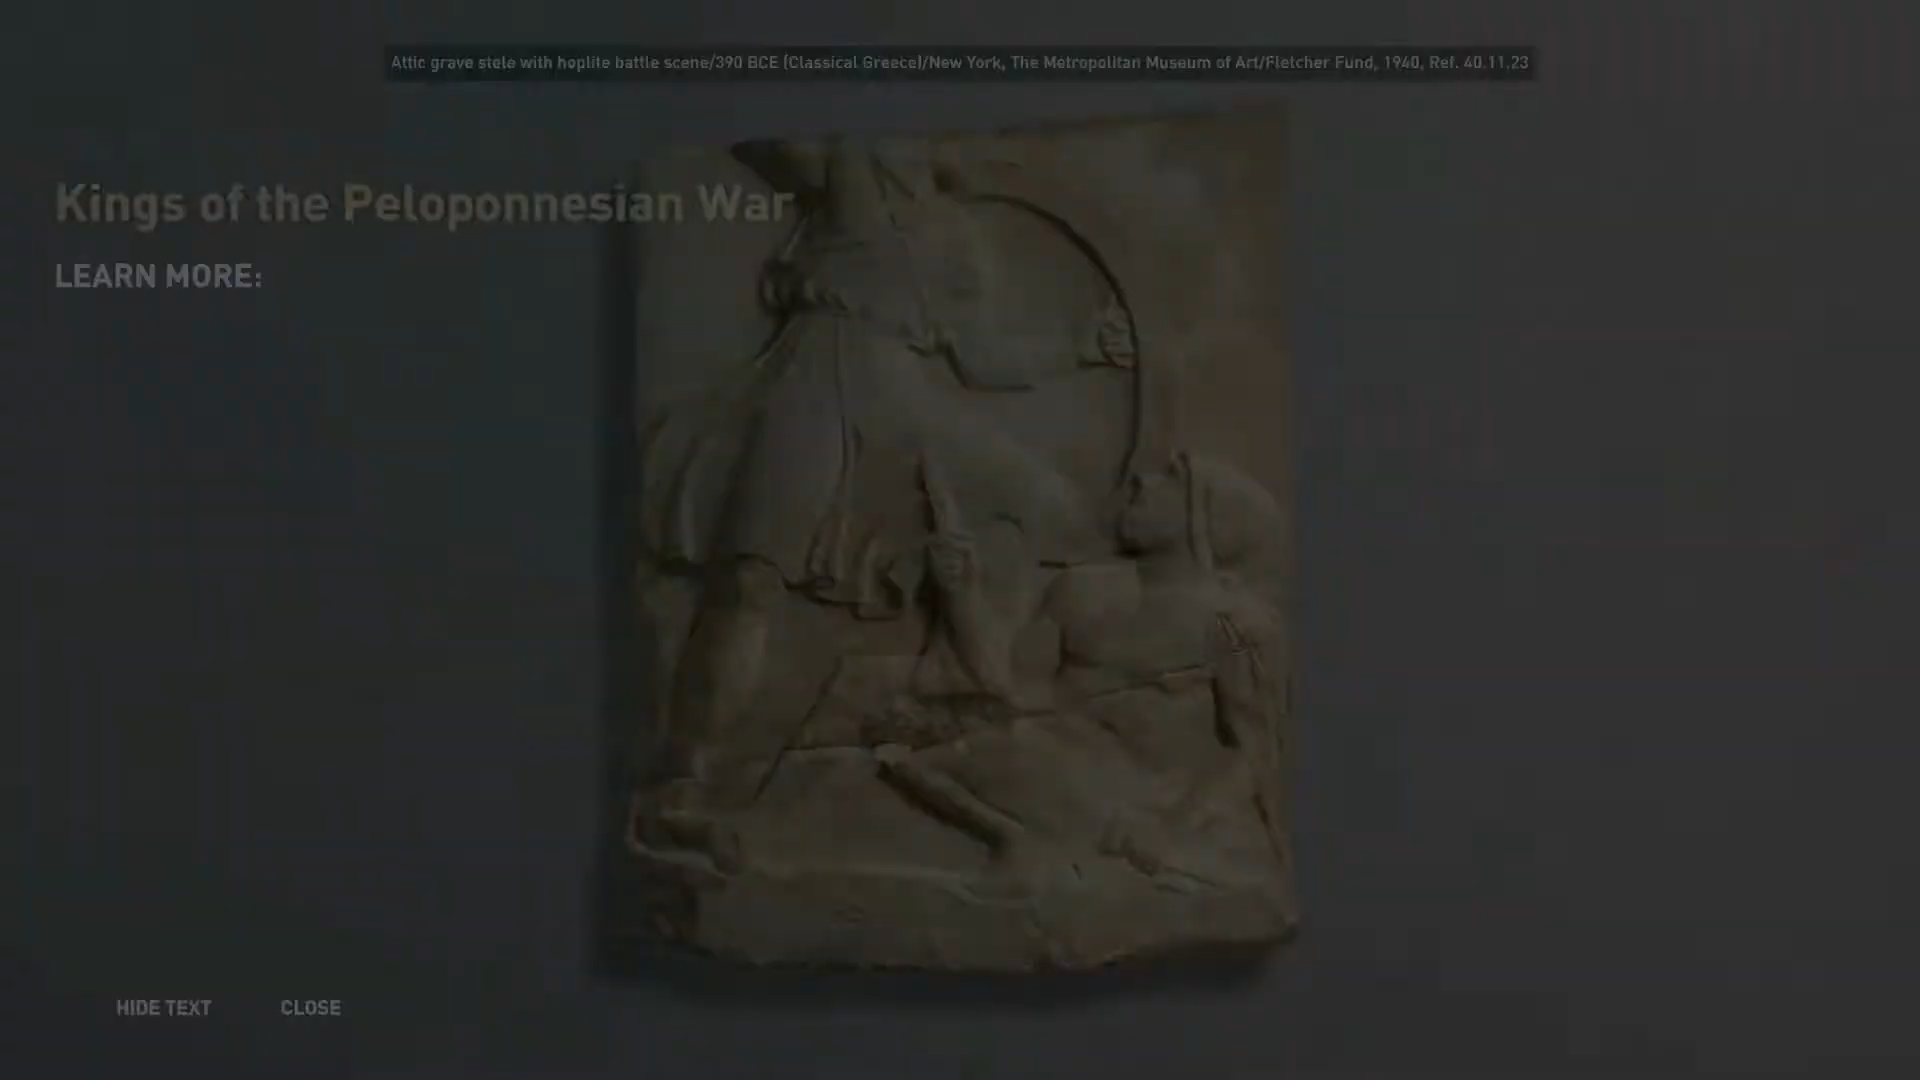 Attic grave stele with hoplite battle scene/390 BCE (Classical Greece)/New York, The Metropolitan Museum of Art/Fletcher Fund, 1940, Ref. 40.11.23
Kings of the Peloponnesian War
LEARN MORE:
HIDE TEXT
CLOSE